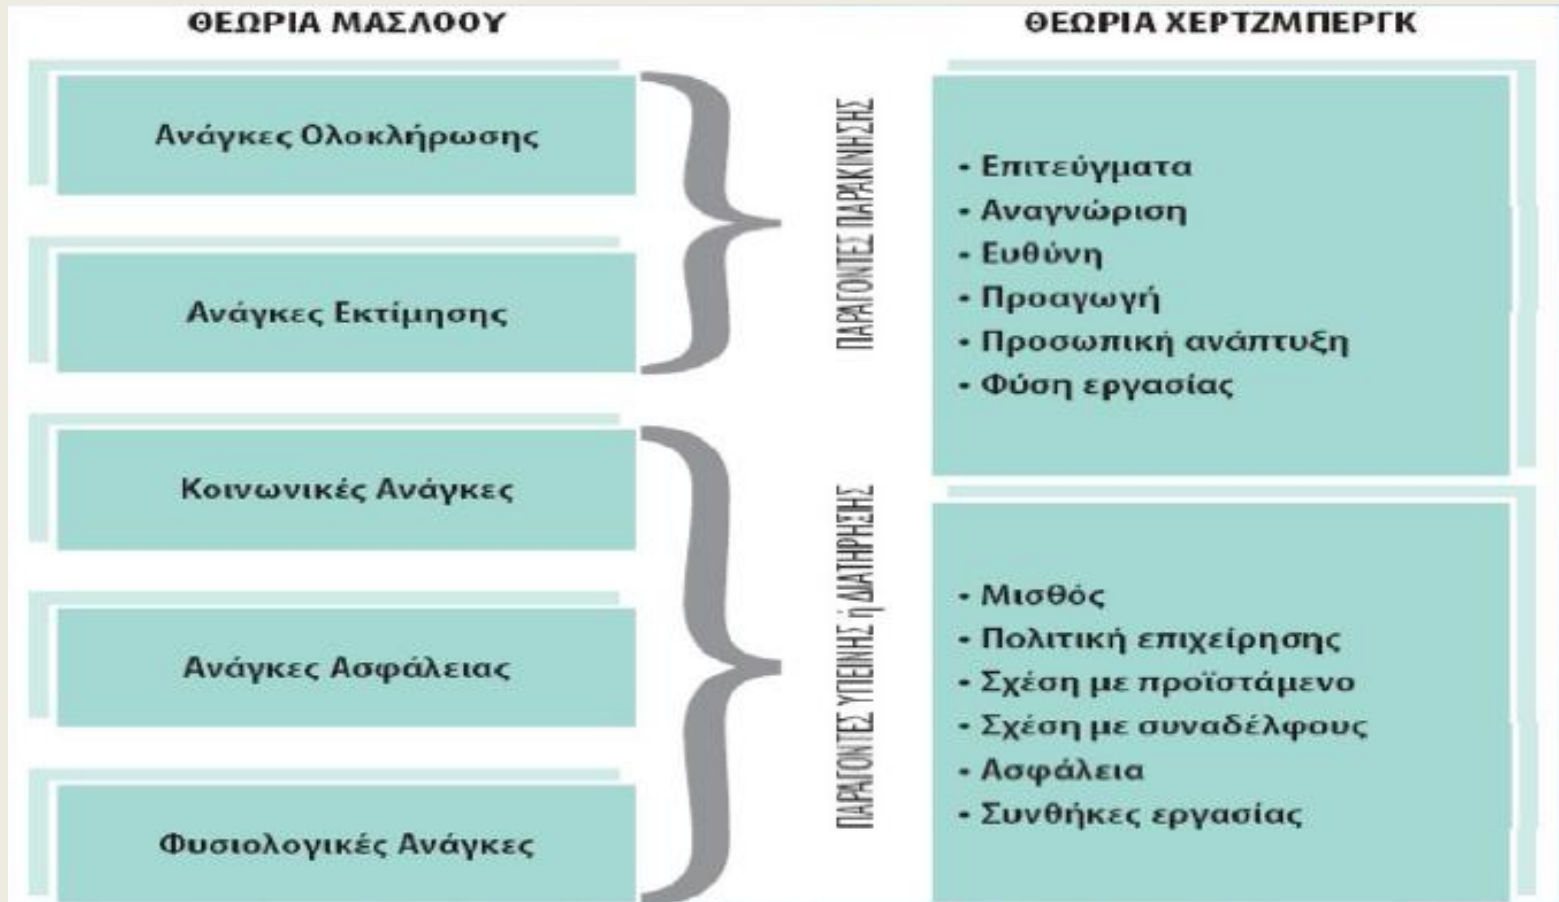 ΘΕΩΡΙΑ ΜΑΣΛΟΟΥ
Ανάγκες Ολοκλήρωσης
Ανάγκες Εκτίμησης
Κοινωνικές Ανάγκες
Ανάγκες Ασφάλειας
Φυσιολογικές Ανάγκες
ΠΑΡΑΓΟΝΤΕΣ ΠΑΡΑΚΙΝΗΣΗΣ
ΠΑΡΑΓΟΝΤΕΣ ΥΓΙΕΙΝΗΣ ή ΔΙΑΤΗΡΗΣΗΣ
ΘΕΩΡΙΑ ΧΕΡΤΖΜΠΕΡΓΚ
• Επιτεύγματα
• Αναγνώριση
• Ευθύνη
• Προαγωγή
• Προσωπική ανάπτυξη
• Φύση εργασίας
• Μισθός
• Πολιτική επιχείρησης
• Σχέση με προϊστάμενο
• Σχέση με συναδέλφους
• Ασφάλεια
• Συνθήκες εργασίας